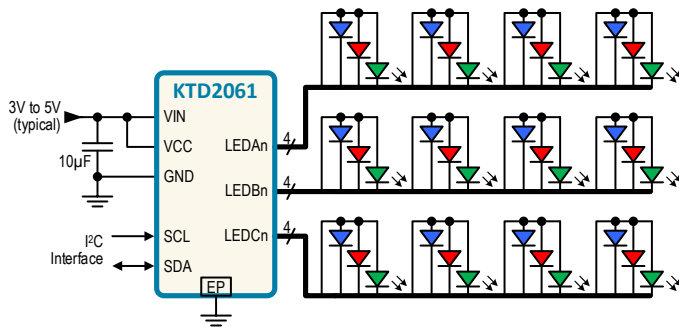 KTD2061
3V to 5V
(typical)
10µF
VIN
VCC
GND
SCL
SDA
I²C
Interface
EP
LEDAn
4
LEDBn
4
LEDCn
4